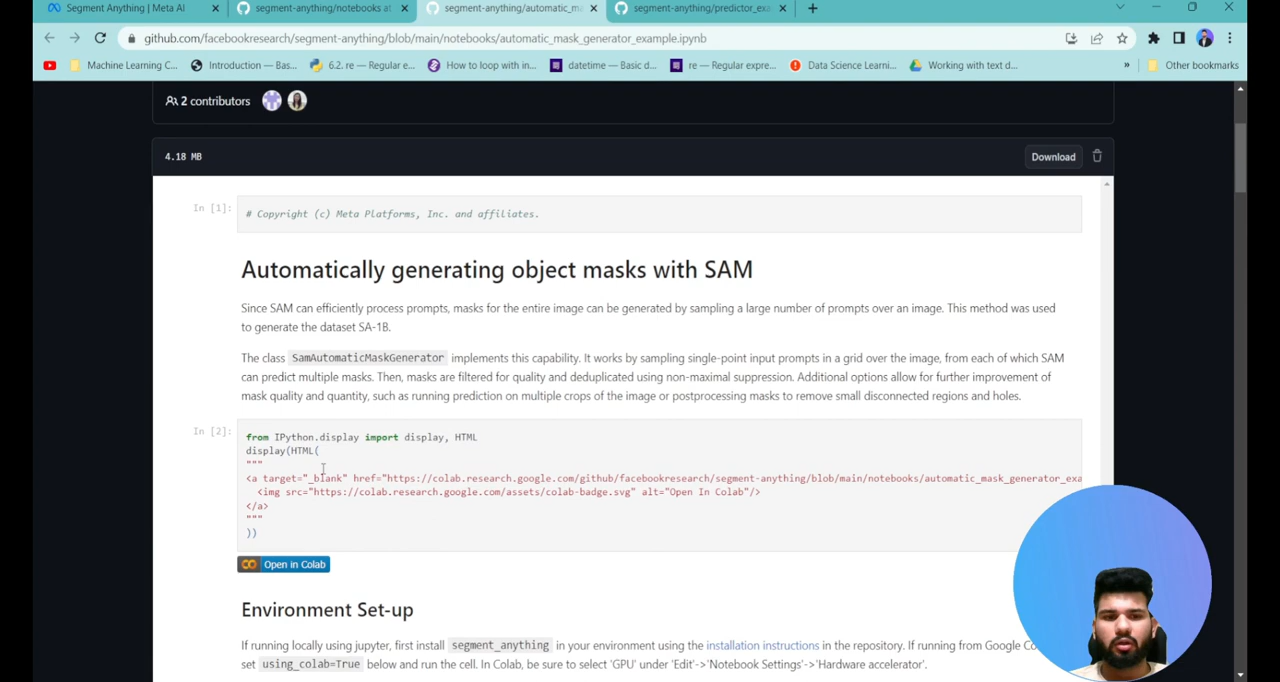 Segment Anything | Meta AI
segment-anything/notebooks at
segment-anything/automatic_ma
segment-anything/predictor_exa
github.com/facebookresearch/segment-anything/blob/main/notebooks/automatic_mask_generator_example.ipynb
Machine Learning C...
Introduction — Bas...
6.2. re — Regular e...
How to loop with in...
datetime – Basic d...
re – Regular expre...
Data Science Learni...
Working with text d...
»
Other bookmarks
2 contributors
4.18 MB
Download
In [1]:
# Copyright (c) Meta Platforms, Inc. and affiliates.
Automatically generating object masks with SAM
Since SAM can efficiently process prompts, masks for the entire image can be generated by sampling a large number of prompts over an image. This method was used
to generate the dataset SA-1B.
The class SamAutomaticMaskGenerator implements this capability. It works by sampling single-point input prompts in a grid over the image, from each of which SAM
can predict multiple masks. Then, masks are filtered for quality and deduplicated using non-maximal suppression. Additional options allow for further improvement of
mask quality and quantity, such as running prediction on multiple crops of the image or postprocessing masks to remove small disconnected regions and holes.
In [2]:
from IPython.display import display, HTML
display(HTML(
"""
<a target="_blank" href="https://colab.research.google.com/github/facebookresearch/segment-anything/blob/main/notebooks/automatic_mask_generator_exa
<img src="https://colab.research.google.com/assets/colab-badge.svg" alt="Open In Colab"/>
</a>
"""
))
Open in Colab
Environment Set-up
If running locally using jupyter, first install segment_anything in your environment using the installation instructions in the repository. If running from Google Co
set using_colab=True below and run the cell. In Colab, be sure to select 'GPU' under 'Edit'->'Notebook Settings'->'Hardware accelerator'.